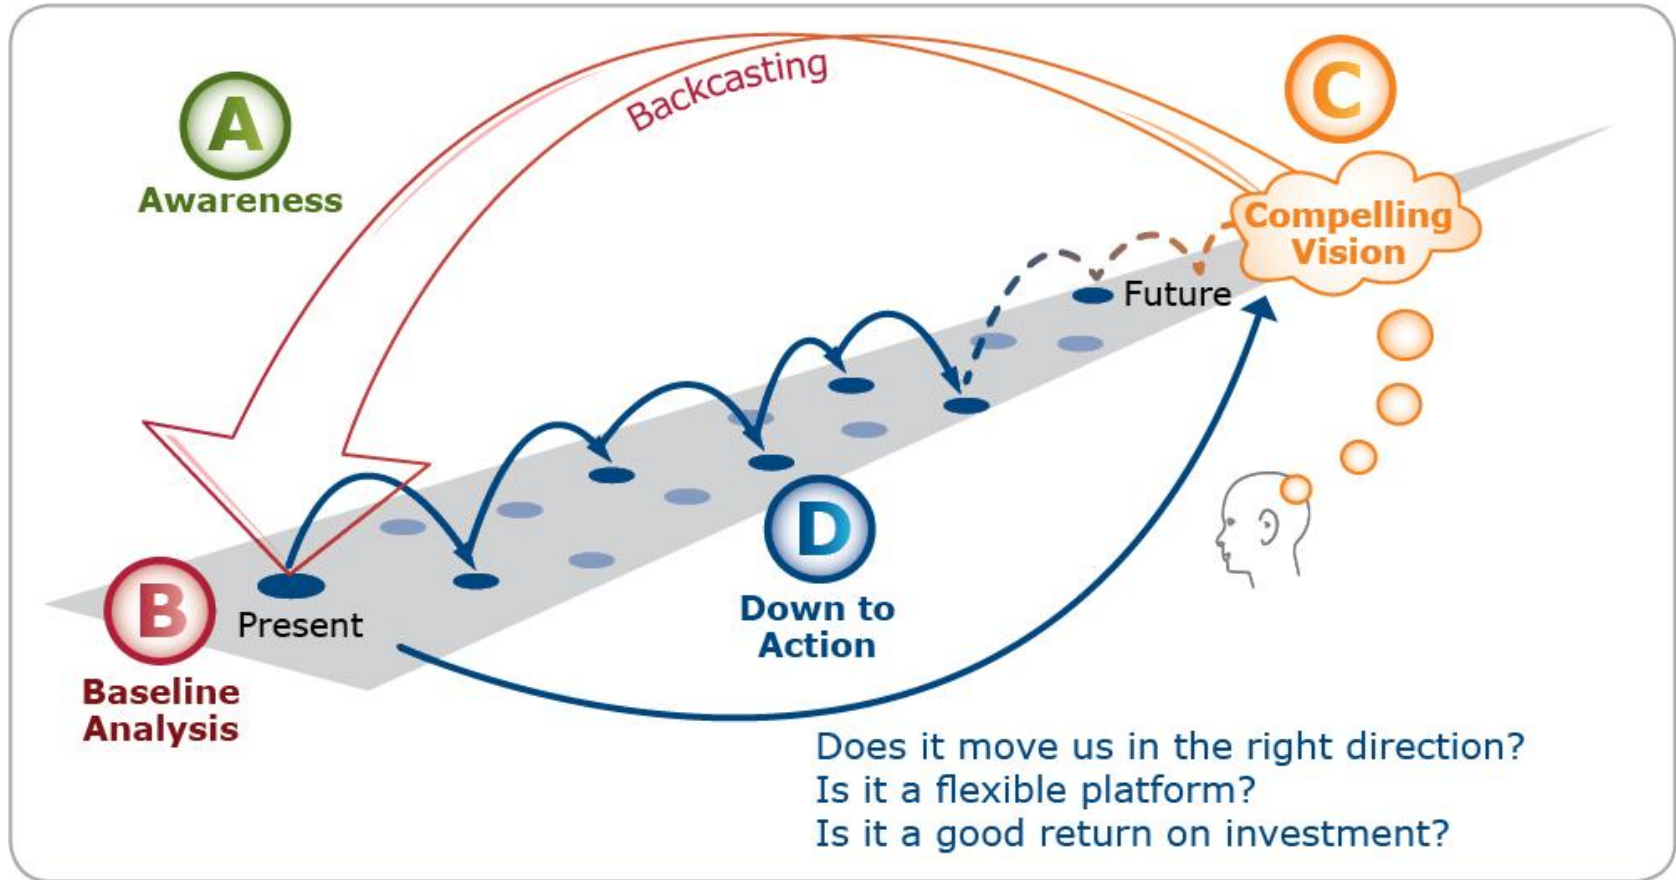 A
Awareness
Backcasting
C
Compelling
Vision
Future
B
Present
Baseline
Analysis
D
Down to
Action
Does it move us in the right direction?
Is it a flexible platform?
Is it a good return on investment?